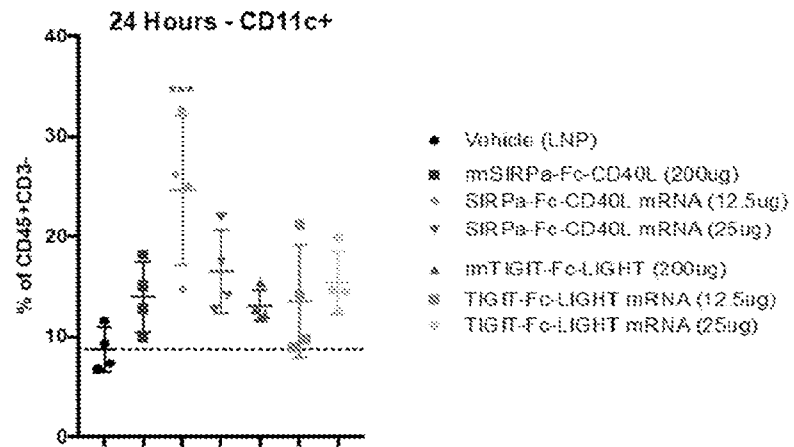 24 Hours - CD11c+
% of CD45+CD3-
40
30
20
10
0
Vehicle (LNP)
mSIRPa-Fc-CD40L (200ug)
SIRPa-Fc-CD40L mRNA (12.5ug)
SIRPa-Fc-CD40L mRNA (25ug)
mTIGIT-Fc-LIGHT (200ug)
TIGIT-Fc-LIGHT mRNA (12.5ug)
TIGIT-Fc-LIGHT mRNA (25ug)